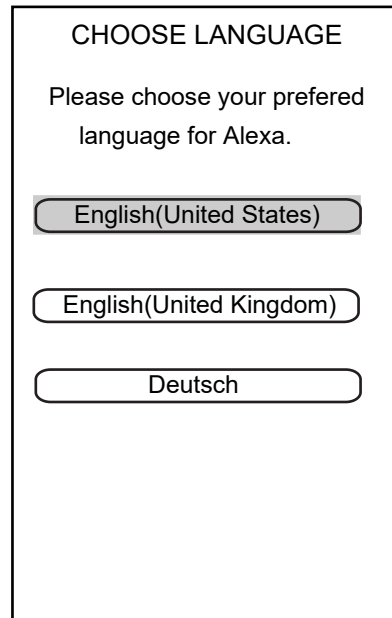 CHOOSE LANGUAGE
Please choose your prefered
language for Alexa.
English(United States)
English(United Kingdom)
Deutsch